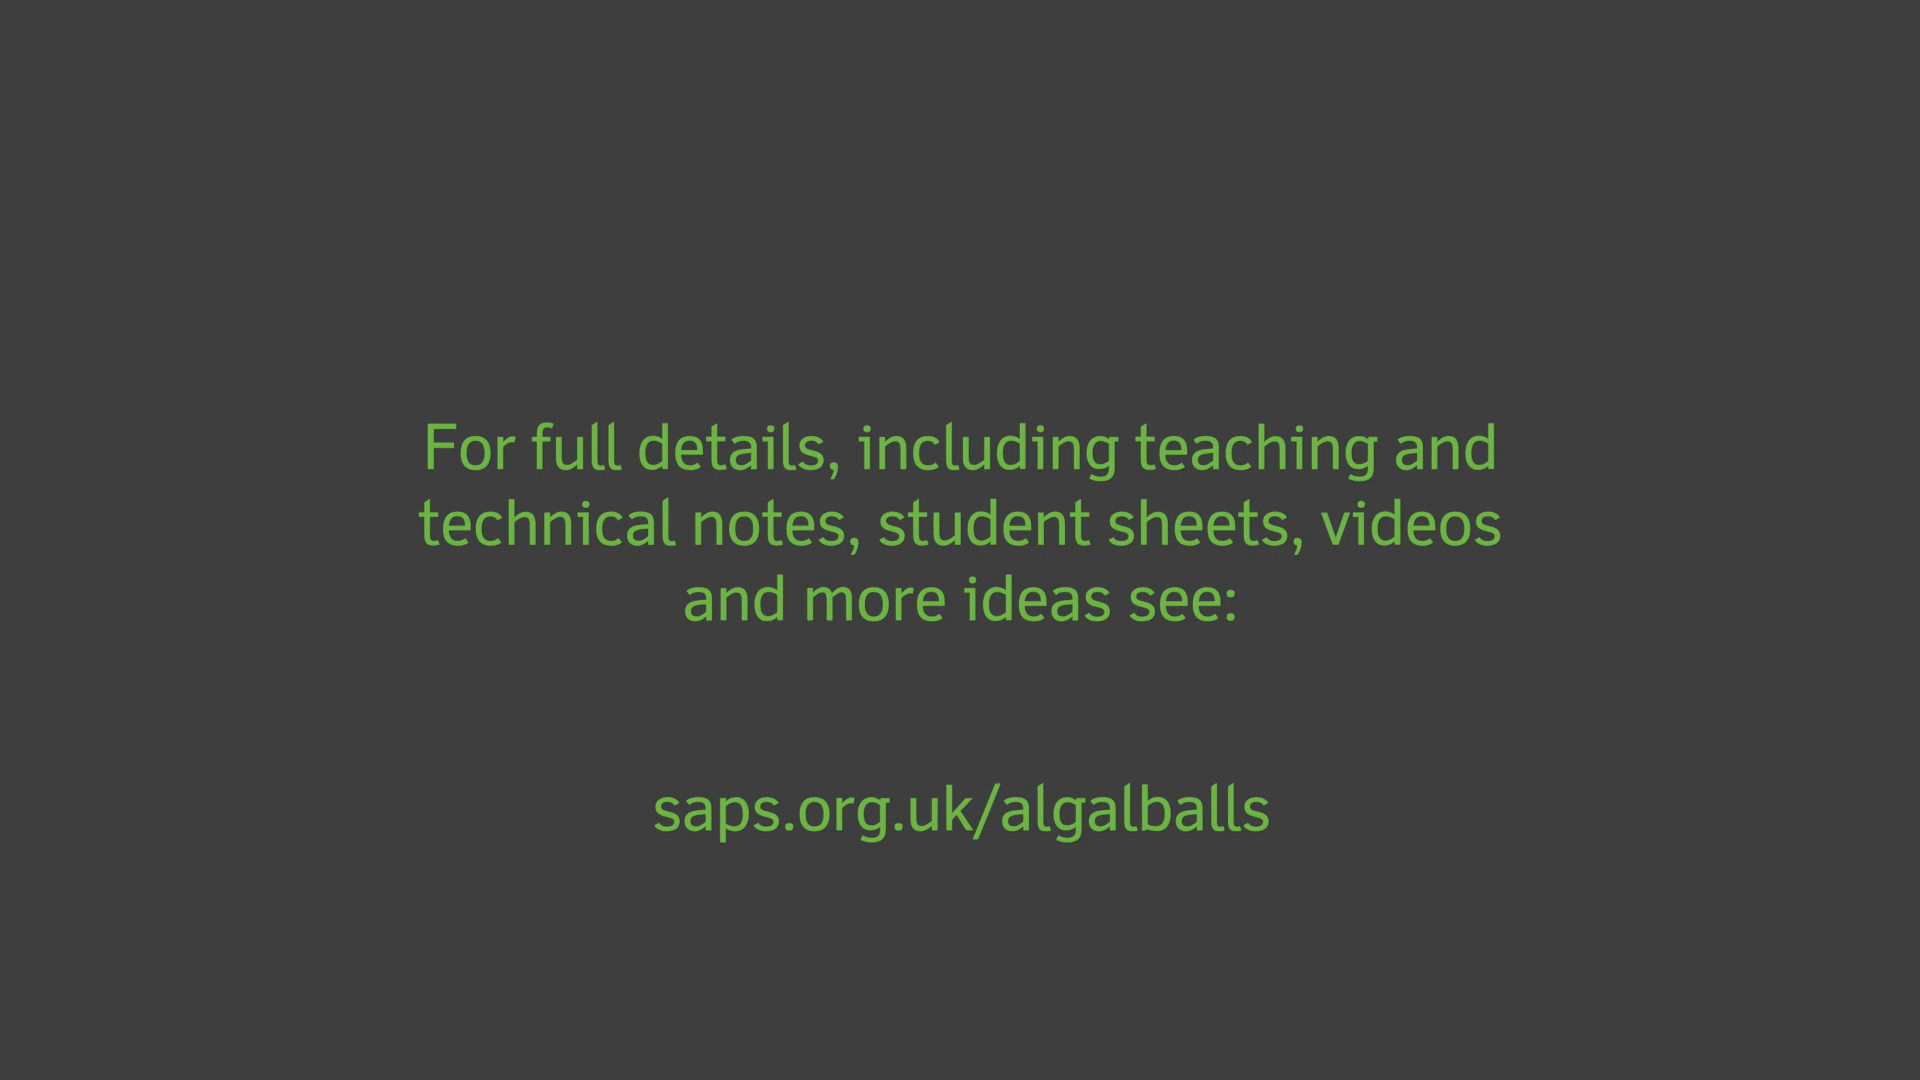 For full details, including teaching and
technical notes, student sheets, videos
and more ideas see:
saps.org.uk/algalballs